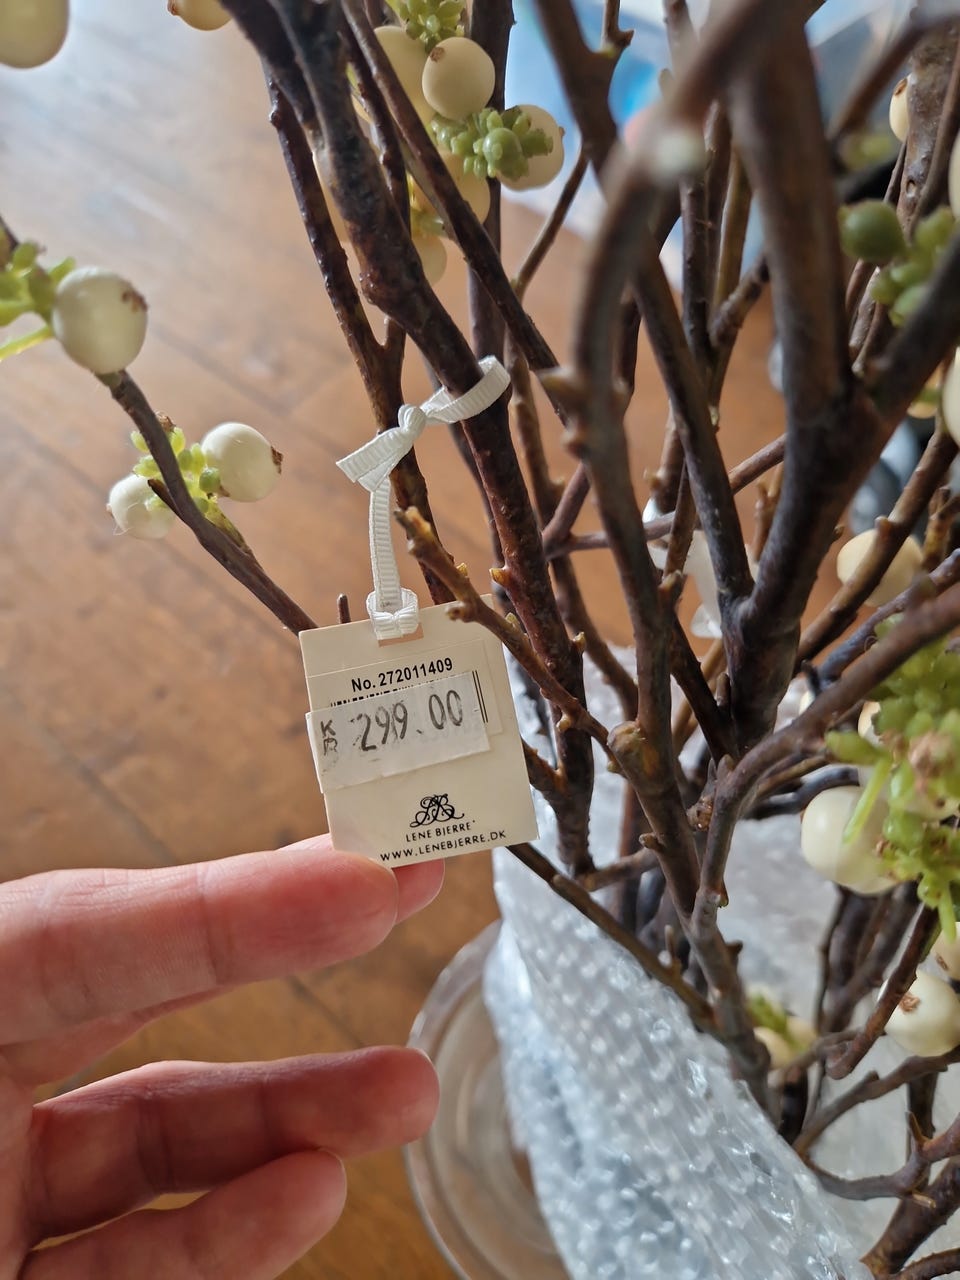 No. 272011409
KR 299.00
LENE BJERRE
WWW.LENEBJERRE.DK